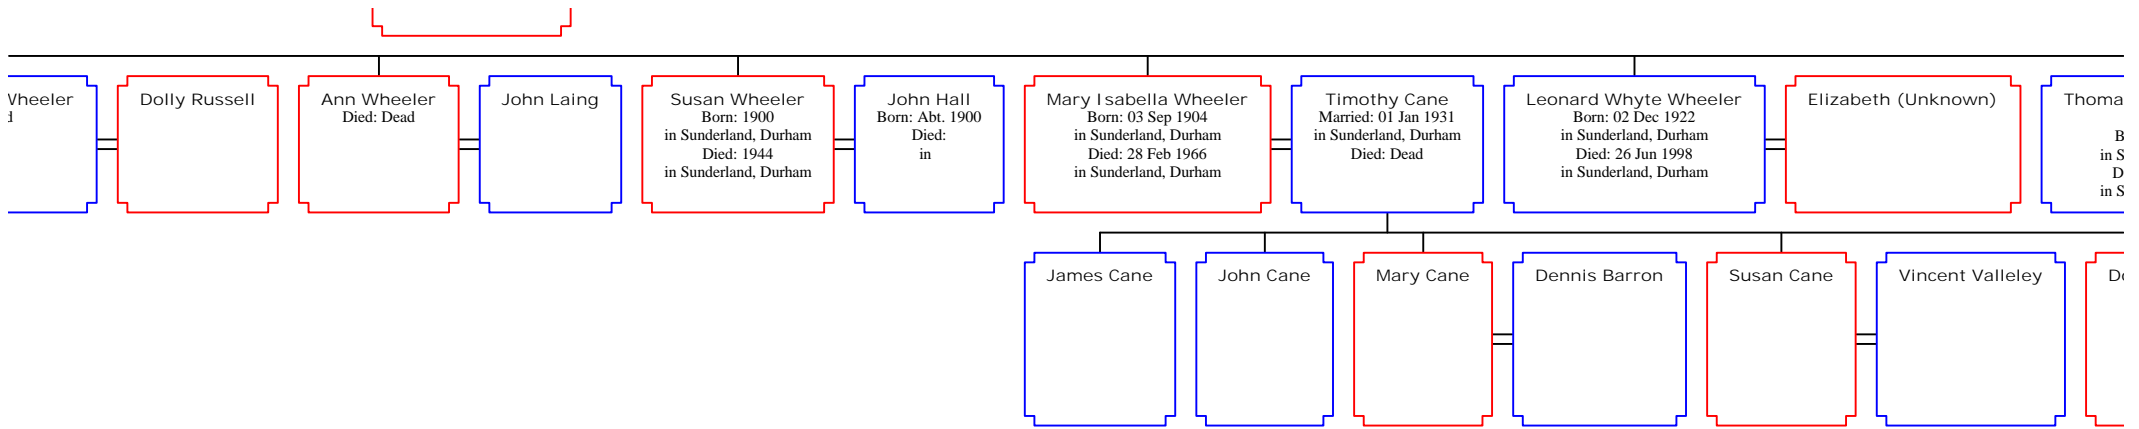 Wheeler
Dolly Russell
Ann Wheeler
Died: Dead
John Laing
Susan Wheeler
Born: 1900
in Sunderland, Durham
Died: 1944
in Sunderland, Durham
John Hall
Born: Abt. 1900
Died:
in
Mary Isabella Wheeler
Born: 03 Sep 1904
in Sunderland, Durham
Died: 28 Feb 1966
in Sunderland, Durham
Timothy Cane
Married: 01 Jan 1931
in Sunderland, Durham
Died: Dead
Leonard Whyte Wheeler
Born: 02 Dec 1922
in Sunderland, Durham
Died: 26 Jun 1998
in Sunderland, Durham
Elizabeth (Unknown)
Thoma
B
in S
D
in S
James Cane
John Cane
Mary Cane
Dennis Barron
Susan Cane
Vincent Valleley